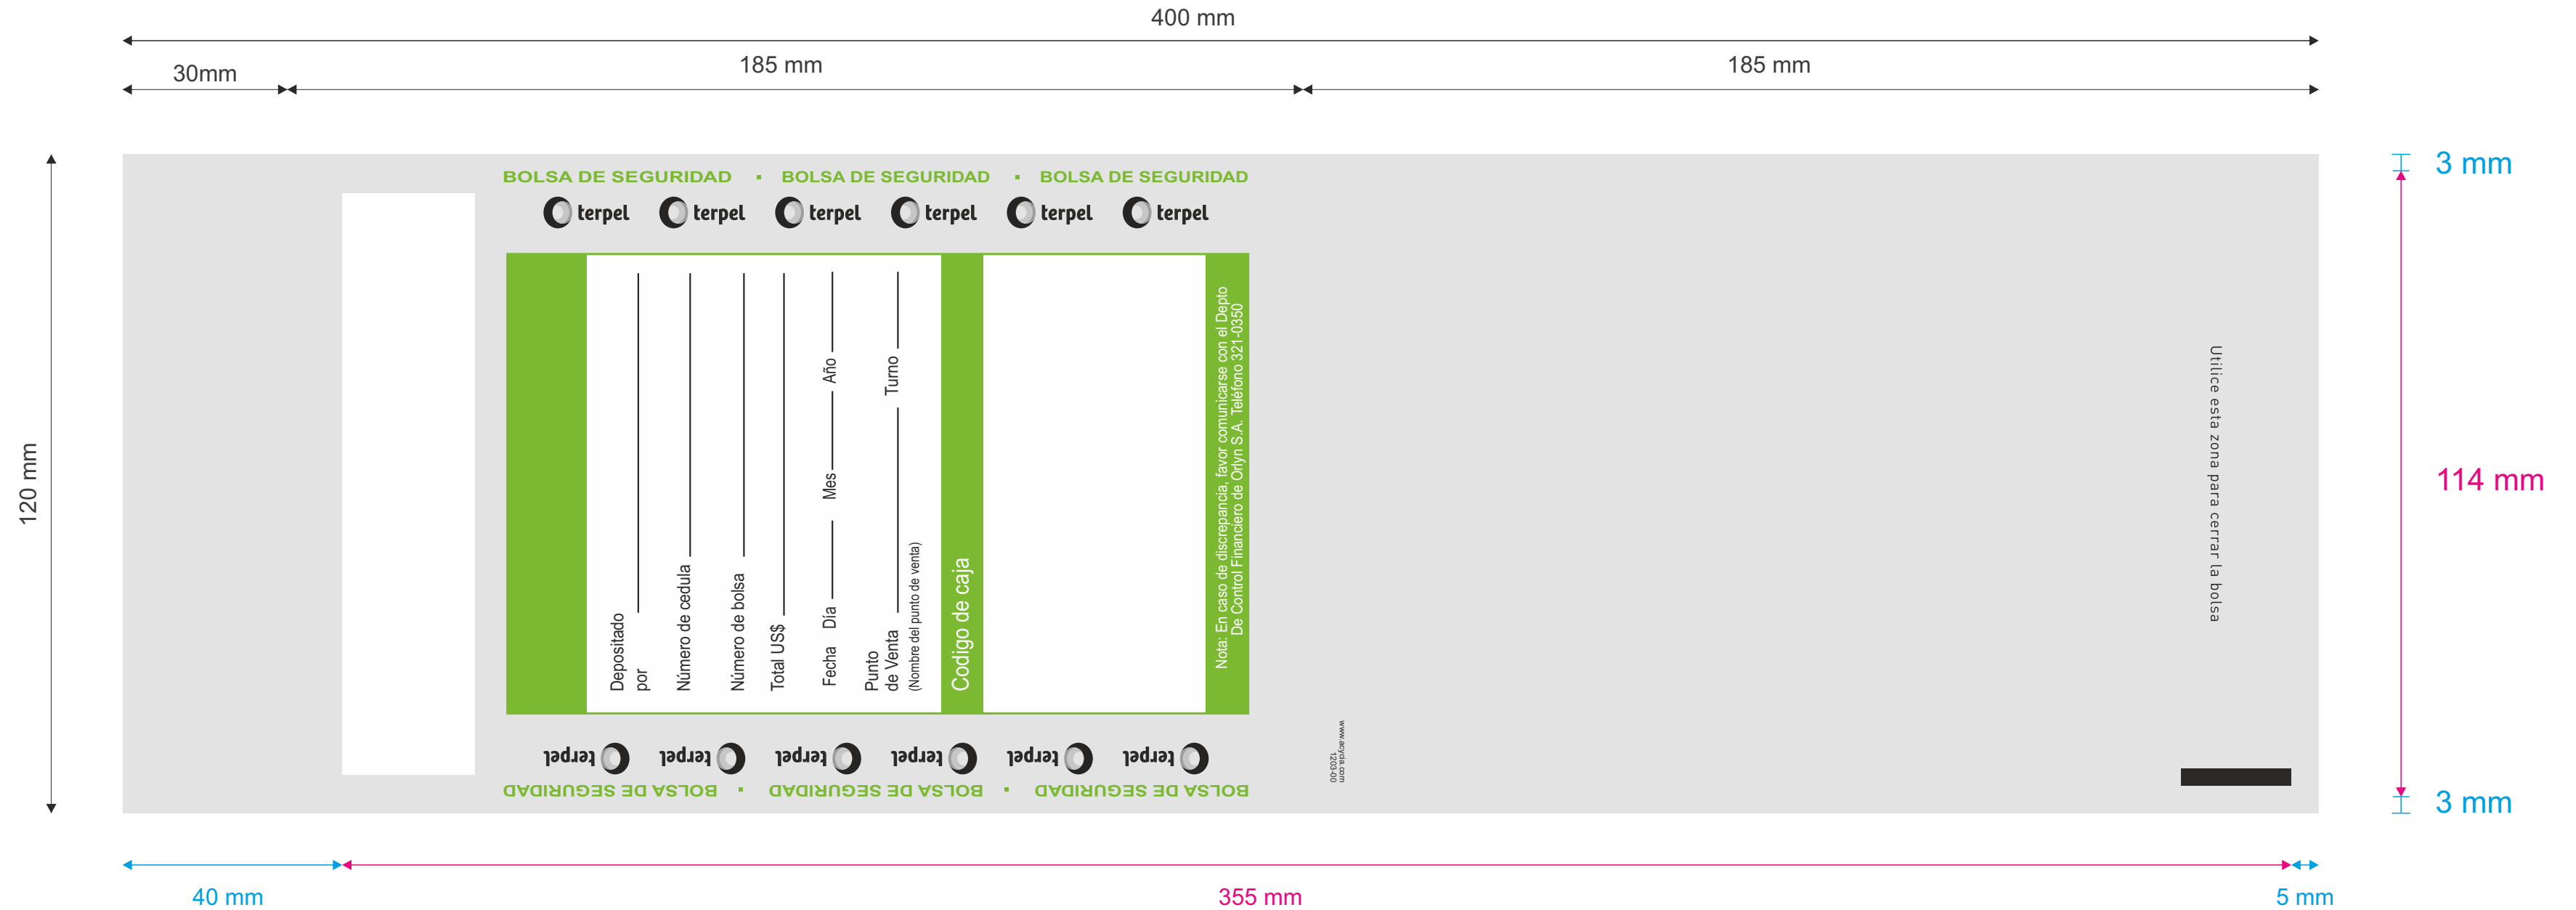 400 mm
30mm
185 mm
185 mm
BOLSA DE SEGURIDAD · BOLSA DE SEGURIDAD · BOLSA DE SEGURIDAD
terpel terpel terpel terpel terpel terpel
3 mm
114 mm
3 mm
120 mm
Depositado
por
Número de cedula
Número de bolsa
Total US$
Fecha Día Mes Año
Punto
de Venta Turno
(Nombre del punto de venta)
Codigo de caja
Nota: En caso de discrepancia, favor comunicarse con el Depto
De Control Financiero de Orlyn S.A. Teléfono 321-0350
Utilice esta zona para cerrar la bolsa
www.acycia.com
1203-00
terpel terpel terpel terpel terpel terpel
BOLSA DE SEGURIDAD · BOLSA DE SEGURIDAD · BOLSA DE SEGURIDAD
40 mm
355 mm
5 mm